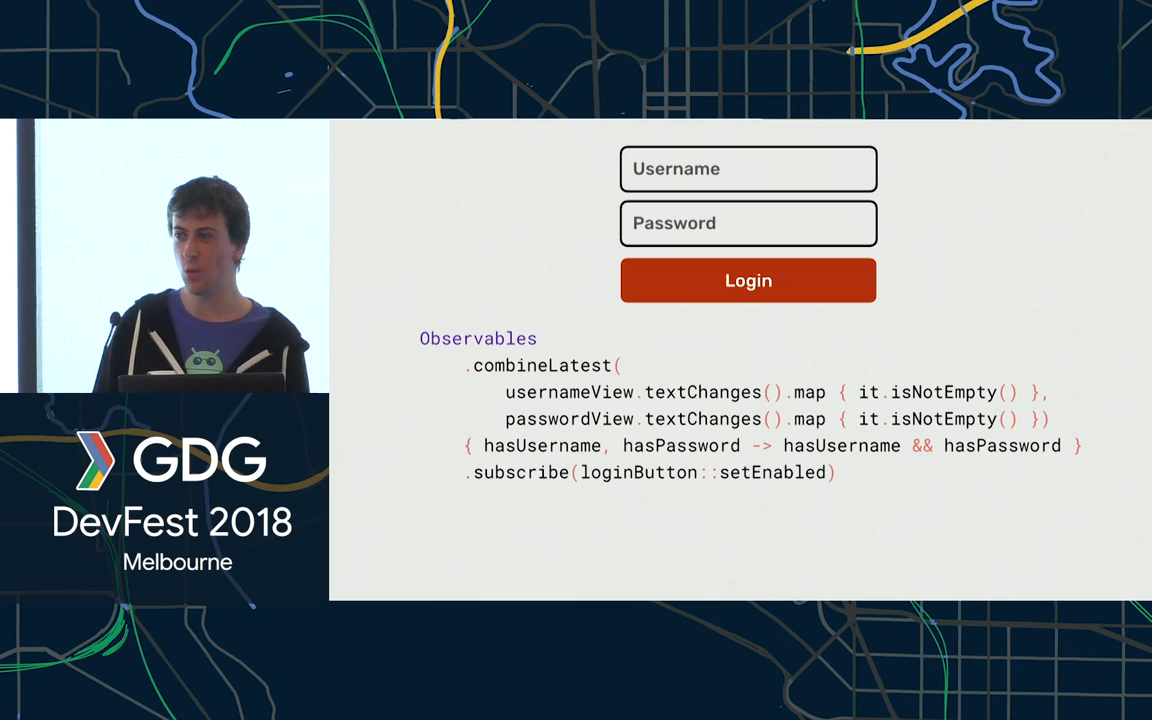 Username
Password
Login
Observables
.combineLatest(
usernameView.textChanges().map { it.isNotEmpty() },
passwordView.textChanges().map { it.isNotEmpty() })
{ hasUsername, hasPassword -> hasUsername && hasPassword }
.subscribe(loginButton::setEnabled)
GDG
DevFest 2018
Melbourne